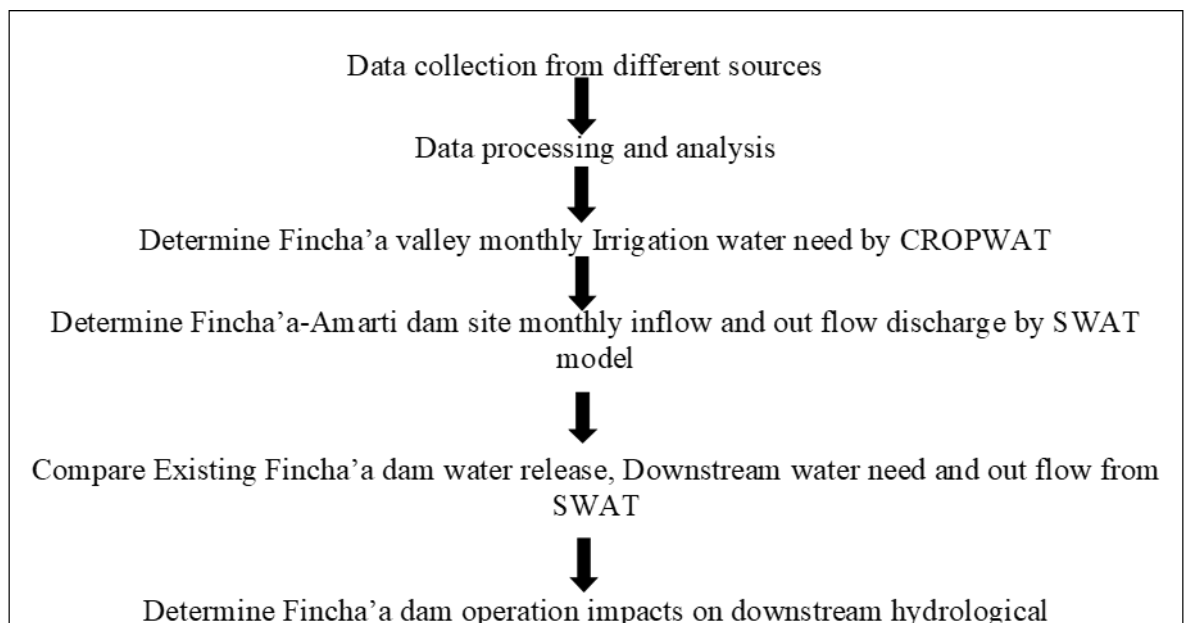 Data collection from different sources
Data processing and analysis
Determine Fincha’a valley monthly Irrigation water need by CROPWAT
Determine Fincha’a-Amarti dam site monthly inflow and out flow discharge by SWAT
model
Compare Existing Fincha’a dam water release, Downstream water need and out flow from
SWAT
Determine Fincha’a dam operation impacts on downstream hydrological